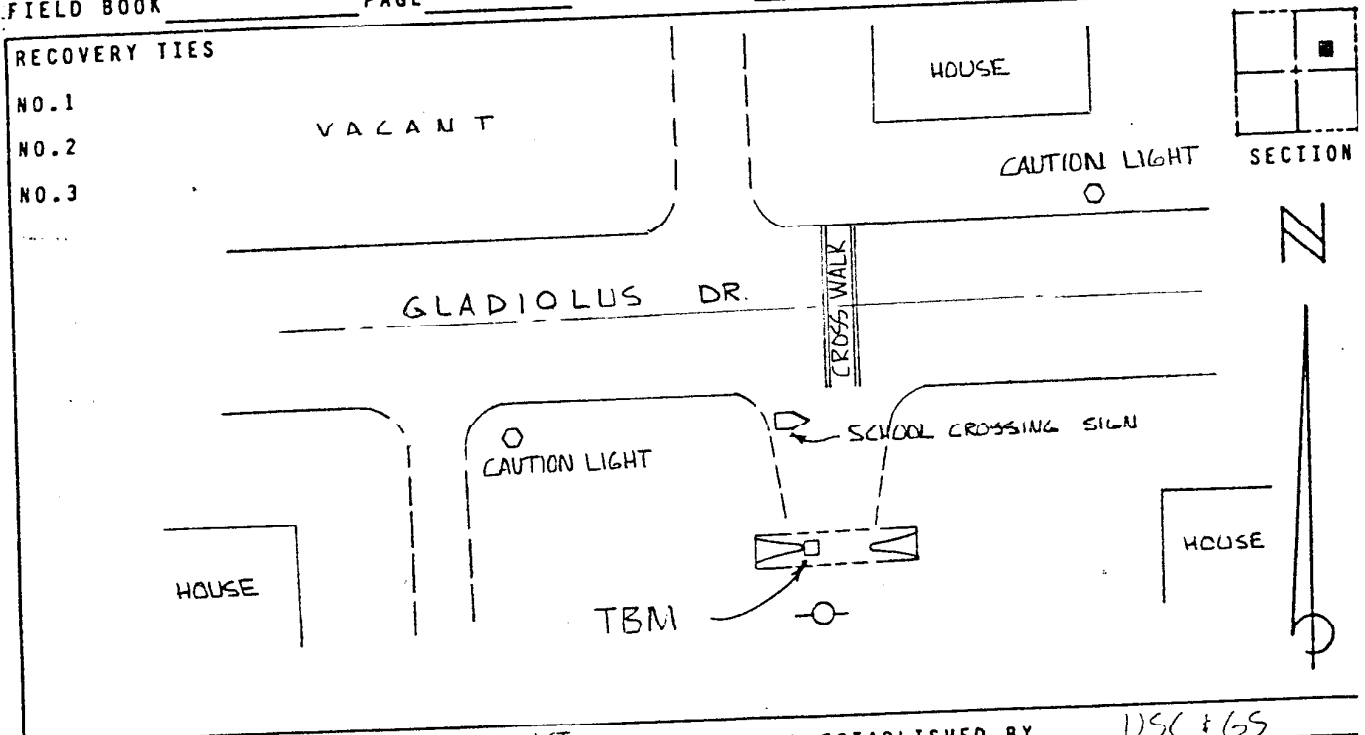 FIELD BOOK PAGE
RECOVERY TIES
NO.1
NO.2
NO.3
VACANT
HOUSE
CAUTION LIGHT
SECTION
N
GLADIOLUS DR.
CROSS WALK
SCHOOL CROSSING SIGN
CAUTION LIGHT
HOUSE
HOUSE
TBM
ESTABLISHED BY USC & GS